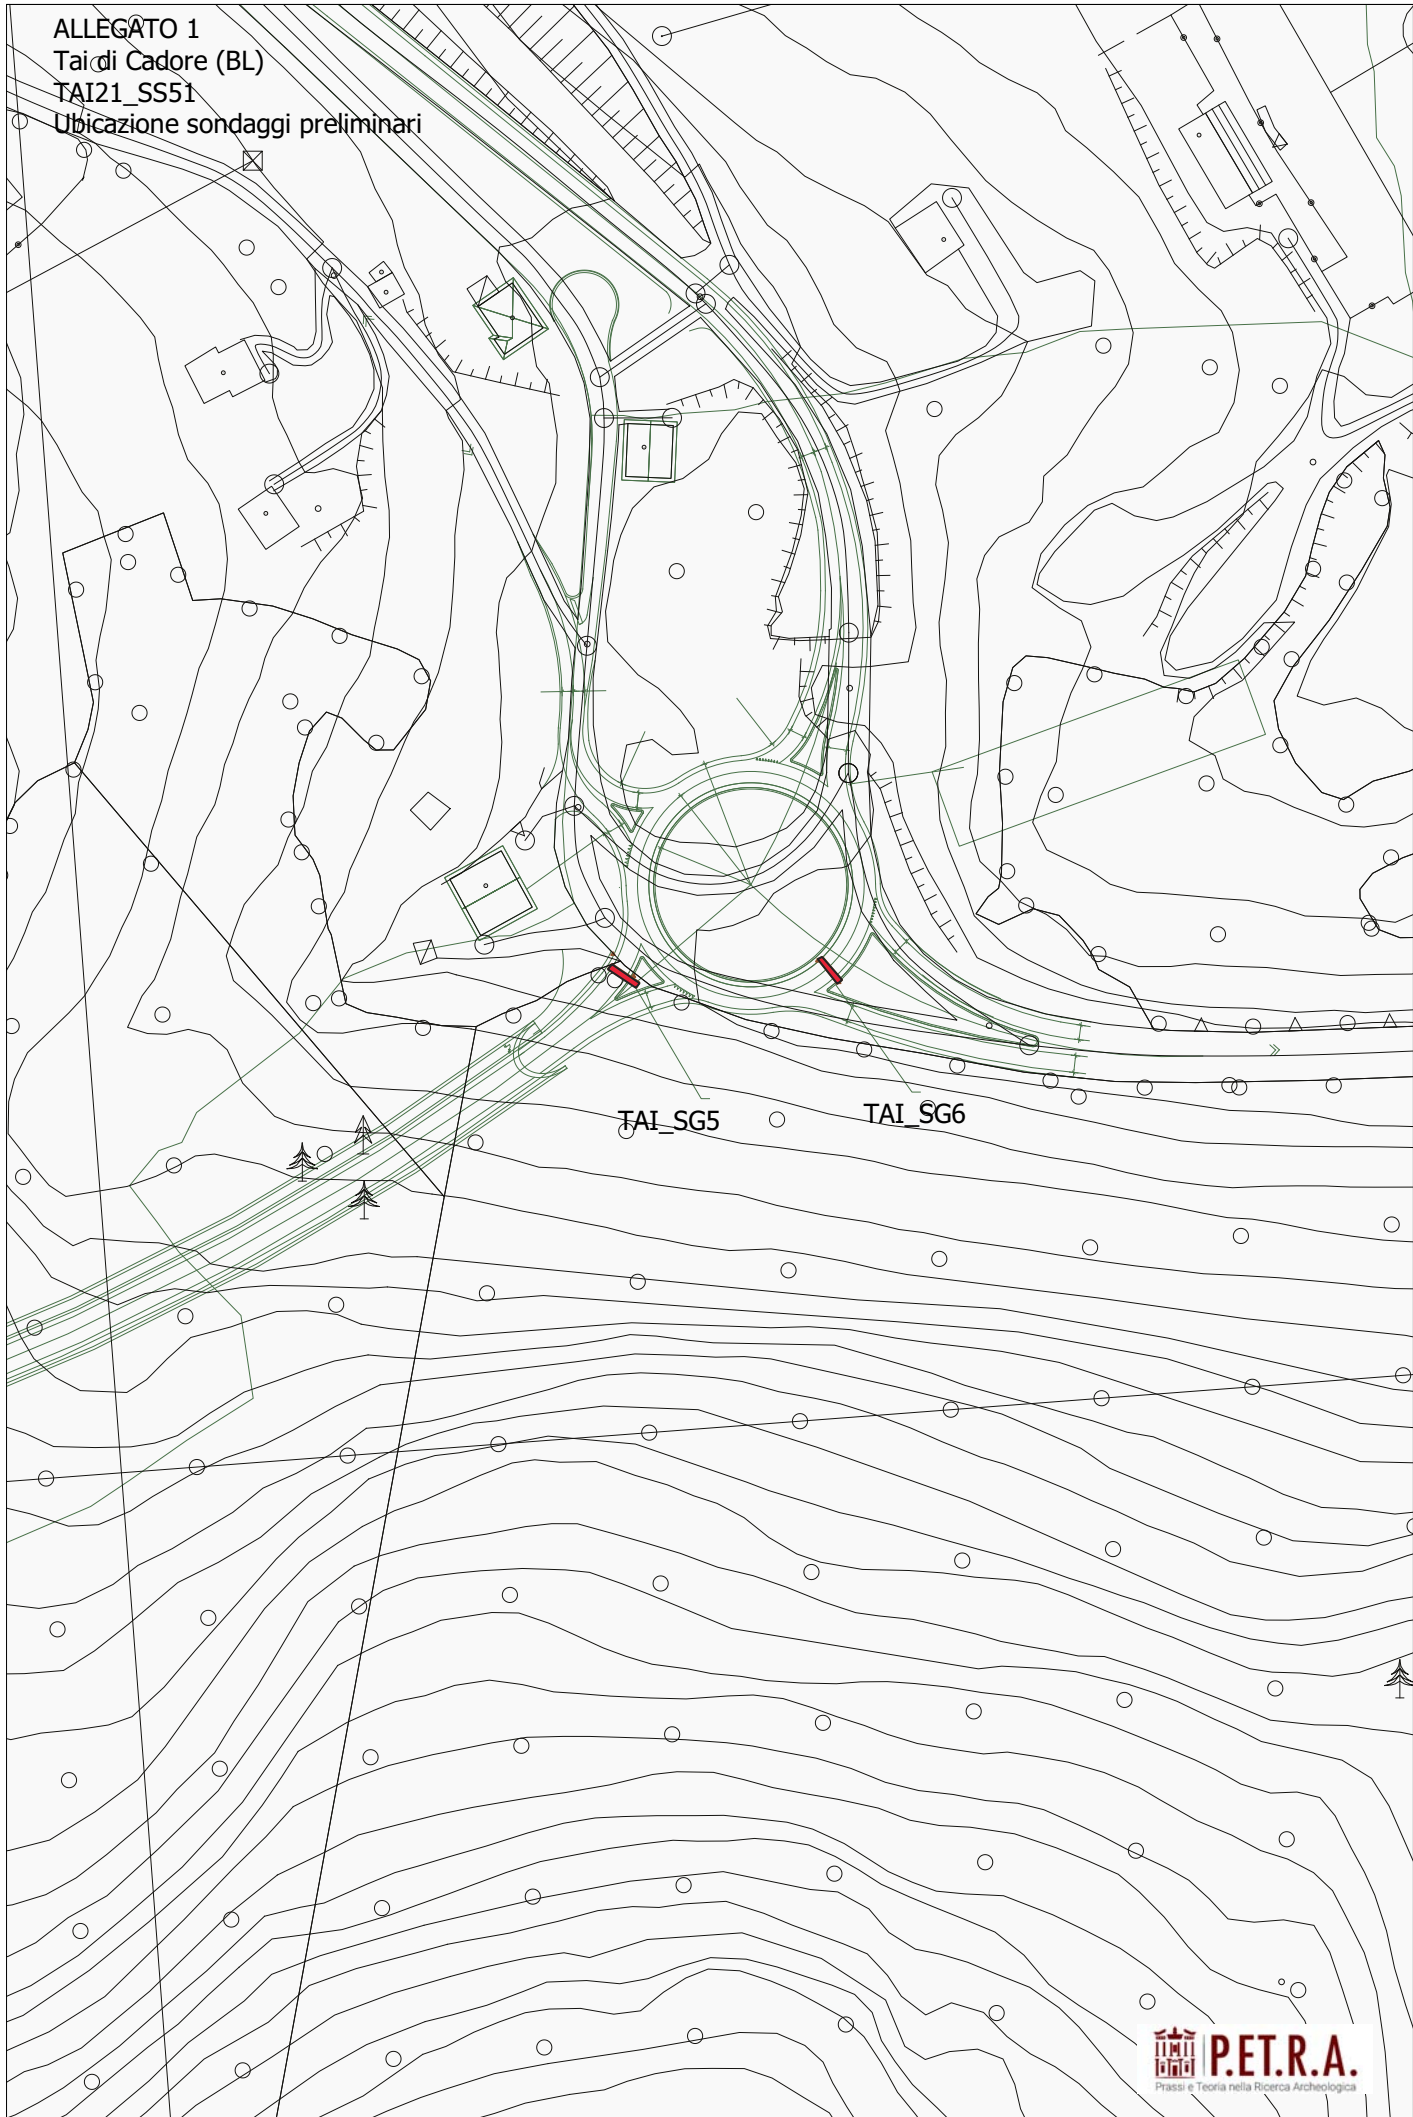 ALLEGATO 1
Tai di Cadore (BL)
TAI21_SS51
Ubicazione sondaggi preliminari
TAI_SG5
TAI_SG6
P.ET.R.A.
Prassi e Teoria nella Ricerca Archeologica